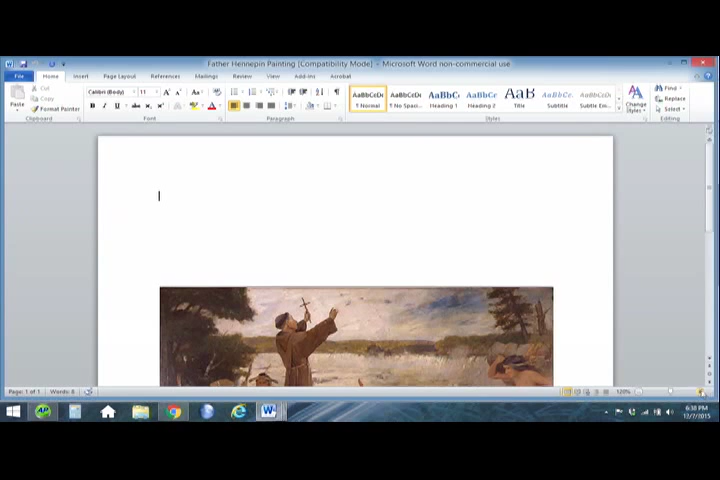 Father Hennepin Painting [Compatibility Mode] - Microsoft Word non-commercial use
File Home Insert Page Layout References Mailings Review View Add-Ins Acrobat
Paste Cut Copy Format Painter
Calibri (Body) 11
AaBbCcDc AaBbCcDc AaBbC AaBbCc AaB AaBbCc. AaBbCcDc
¶ Normal ¶ No Spaci... Heading 1 Heading 2 Title Subtitle Subtle Em...
Change Styles
Find Replace Select
Clipboard Font Paragraph Styles Editing
Page: 1 of 1 Words: 8 120%
6:38 PM
12/7/2015